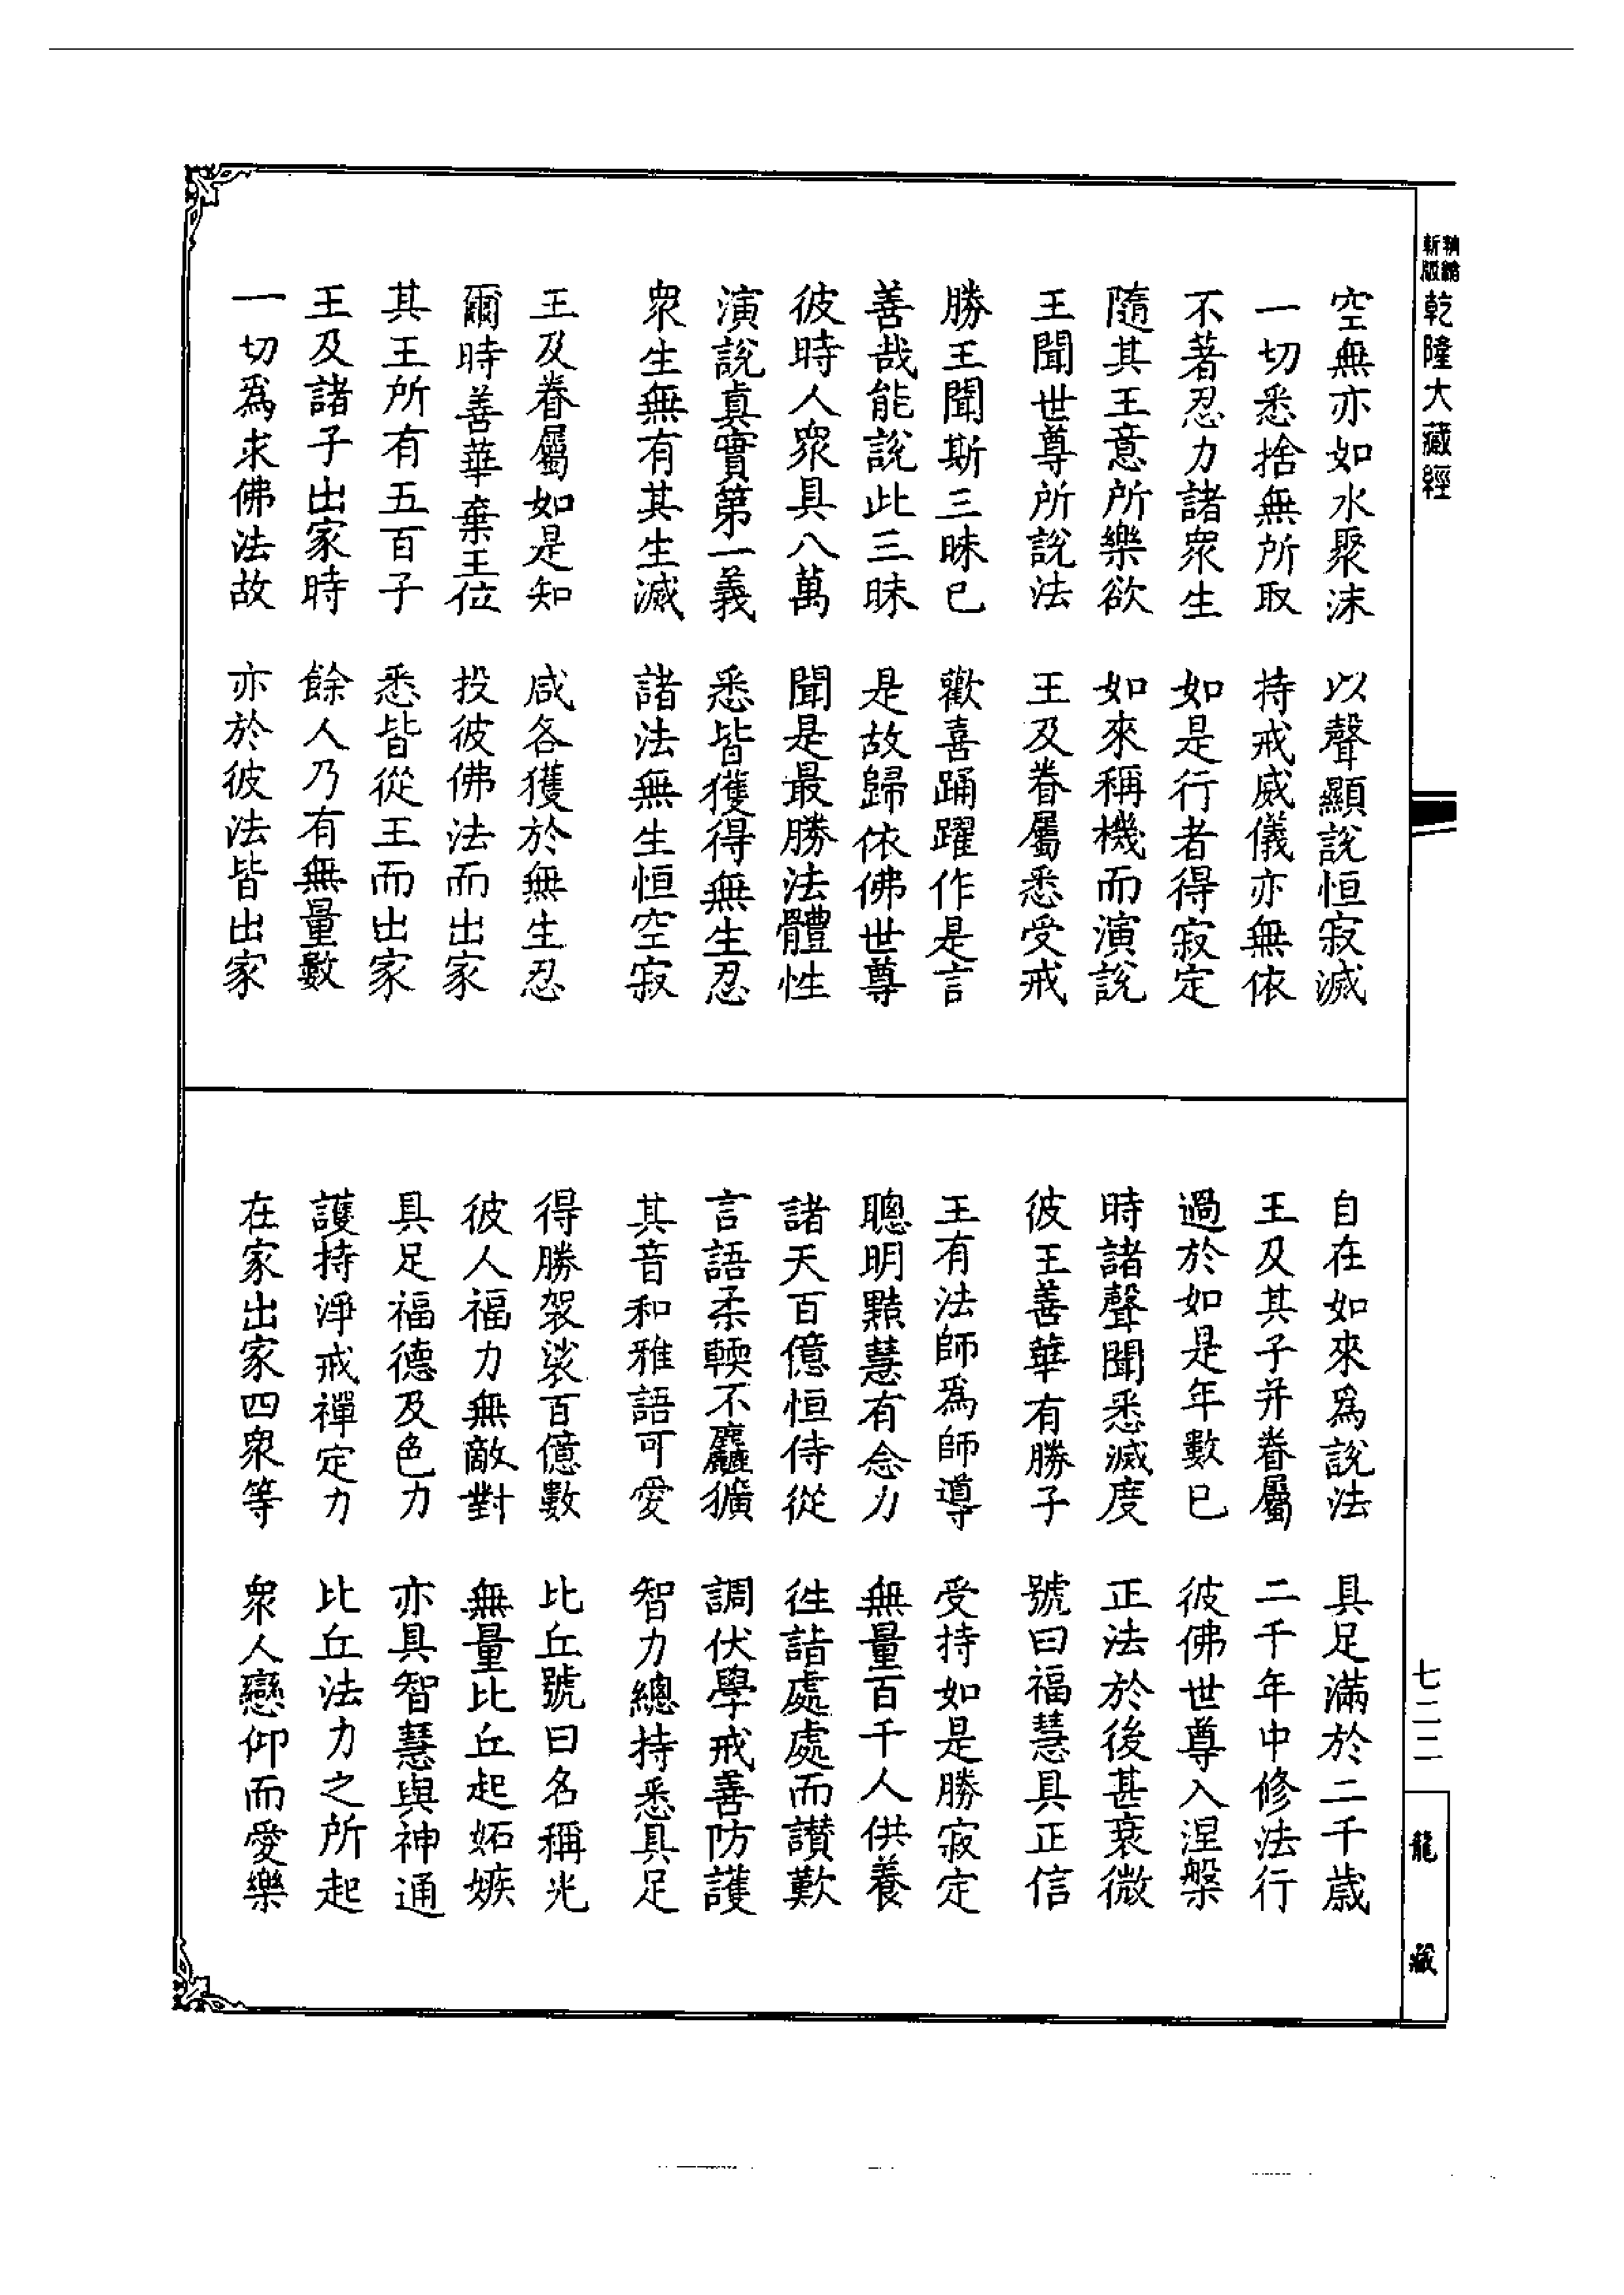 新版
乾隆大藏經
空無亦如水聚沫　以聲顯說恒寂滅
一切悉捨無所取　持戒威儀亦無依
不著忍力諸衆生　如是行者得寂定
隨其王意所樂欲　如來稱機而演說
王聞世尊所說法　王及眷屬悉受戒
勝王聞斯三昧已　歡喜踊躍作是言
善哉能說此三昧　是故歸依佛世尊
彼時人衆具八萬　聞是最勝法體性
演說真實第一義　悉皆獲得無生忍
衆生無有其生滅　諸法無生恒空寂
王及眷屬如是知　咸各獲於無生忍
爾時善華棄王位　投彼佛法而出家
其王所有五百子　悉皆從王而出家
王及諸子出家時　餘人乃有無量數
一切爲求佛法故　亦於彼法皆出家
自在如來爲說法　具足滿於二千歲
王及其子并眷屬　二千年中修法行
過於如是年數已　彼佛世尊入涅槃
時諸聲聞悉滅度　正法於後甚衰微
彼王善華有勝子　號曰福慧具正信
王有法師爲師導　受持如是勝寂定
聰明黠慧有念力　無量百千人供養
諸天百億恒侍從　徃詣處處而讃歎
言語柔輭不麤獷　調伏學戒善防護
其音和雅語可愛　智力總持悉具足
得勝袈裟百億數　比丘號曰名稱光
彼人福力無敵對　無量比丘起妬嫉
具足福德及色力　亦具智慧與神通
護持淨戒禪定力　比丘法力之所起
在家出家四衆等　衆人戀仰而愛樂
七二二
龍藏